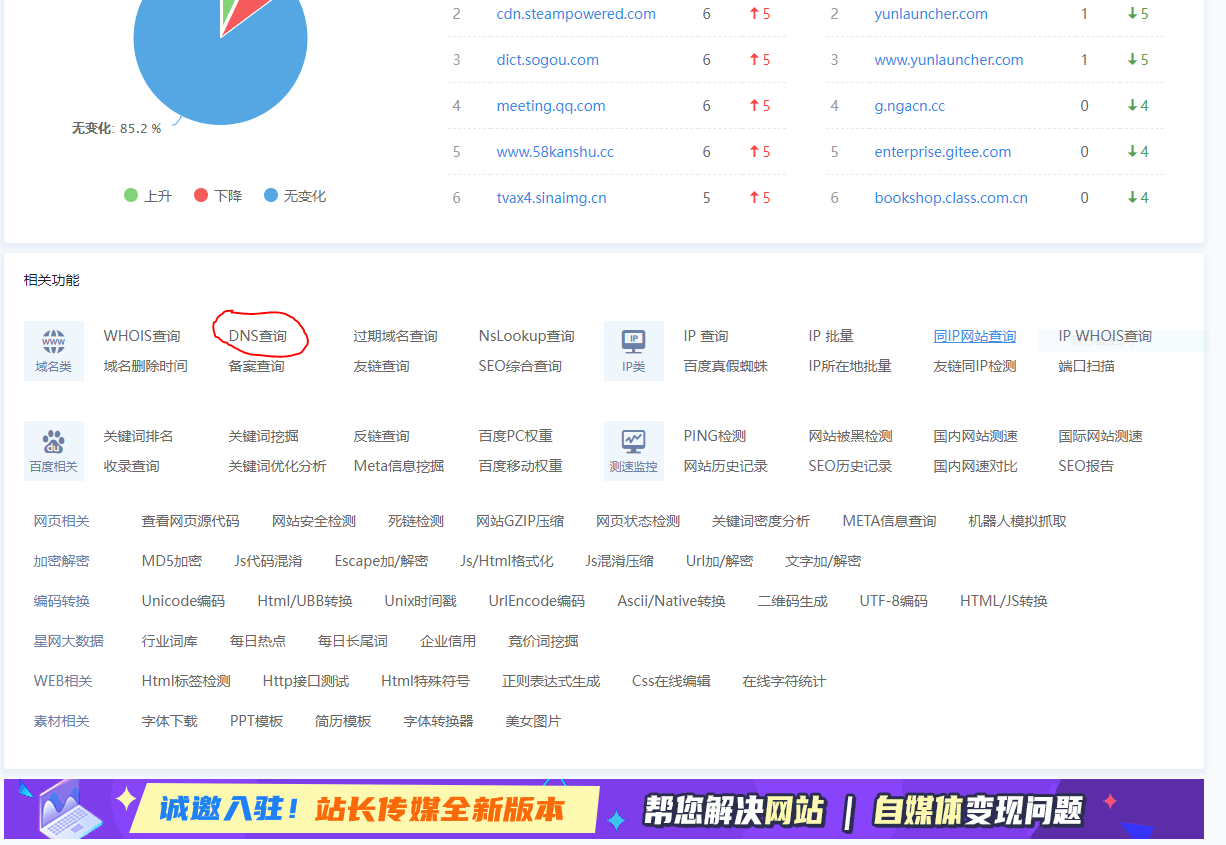 2 cdn.steampowered.com 6 5 2 yunlauncher.com 1 5
3 dict.sogou.com 6 5 3 www.yunlauncher.com 1 5
4 meeting.qq.com 6 5 4 g.ngacn.cc 0 4
无变化: 85.2 %
5 www.58kanshu.cc 6 5 5 enterprise.gitee.com 0 4
上升 下降 无变化
6 tvax4.sinaimg.cn 5 5 6 bookshop.class.com.cn 0 4
相关功能
WHOIS查询 DNS查询 过期域名查询 NsLookup查询 IP 查询 IP 批量 同IP网站查询 IP WHOIS查询
域名类 域名删除时间 备案查询 友链查询 SEO综合查询 IP类 百度真假蜘蛛 IP所在地批量 友链同IP检测 端口扫描
关键词排名 关键词挖掘 反链查询 百度PC权重 PING检测 网站被黑检测 国内网站测速 国际网站测速
百度相关 收录查询 关键词优化分析 Meta信息挖掘 百度移动权重 测速监控 网站历史记录 SEO历史记录 国内网速对比 SEO报告
网页相关 查看网页源代码 网站安全检测 死链检测 网站GZIP压缩 网页状态检测 关键词密度分析 META信息查询 机器人模拟抓取
加密解密 MD5加密 Js代码混淆 Escape加/解密 Js/Html格式化 Js混淆压缩 Url加/解密 文字加/解密
编码转换 Unicode编码 Html/UBB转换 Unix时间戳 UrlEncode编码 Ascii/Native转换 二维码生成 UTF-8编码 HTML/JS转换
星网大数据 行业词库 每日热点 每日长尾词 企业信用 竞价词挖掘
WEB相关 Html标签检测 Http接口测试 Html特殊符号 正则表达式生成 Css在线编辑 在线字符统计
素材相关 字体下载 PPT模板 简历模板 字体转换器 美女图片
诚邀入驻! 站长传媒全新版本 帮您解决网站 | 自媒体变现问题